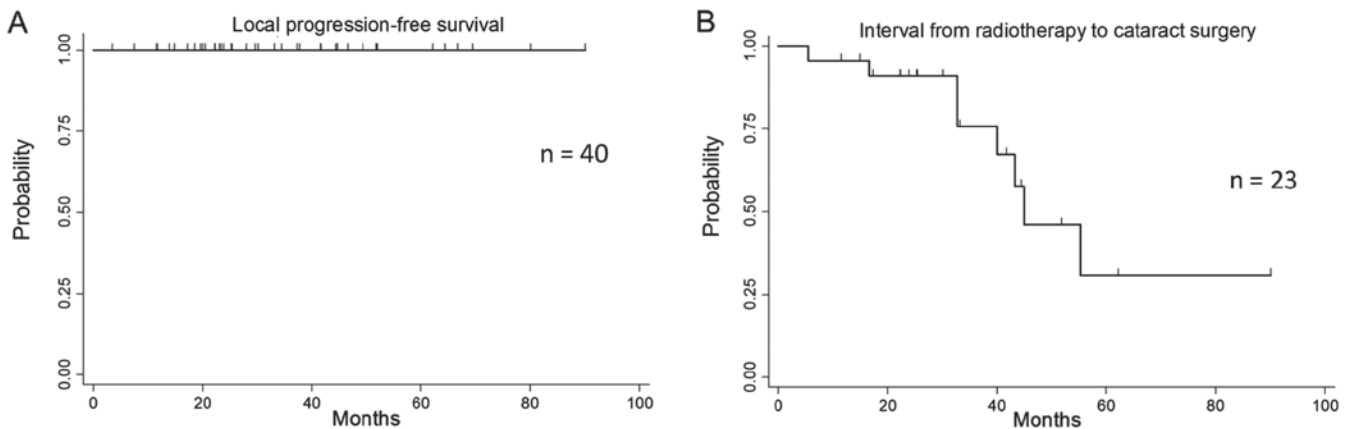 A
Local progression-free survival
1.00
0.75
0.50
0.25
0.00
Probability
n = 40
0 20 40 60 80 100
Months
B
Interval from radiotherapy to cataract surgery
1.00
0.75
0.50
0.25
0.00
Probability
n = 23
0 20 40 60 80 100
Months